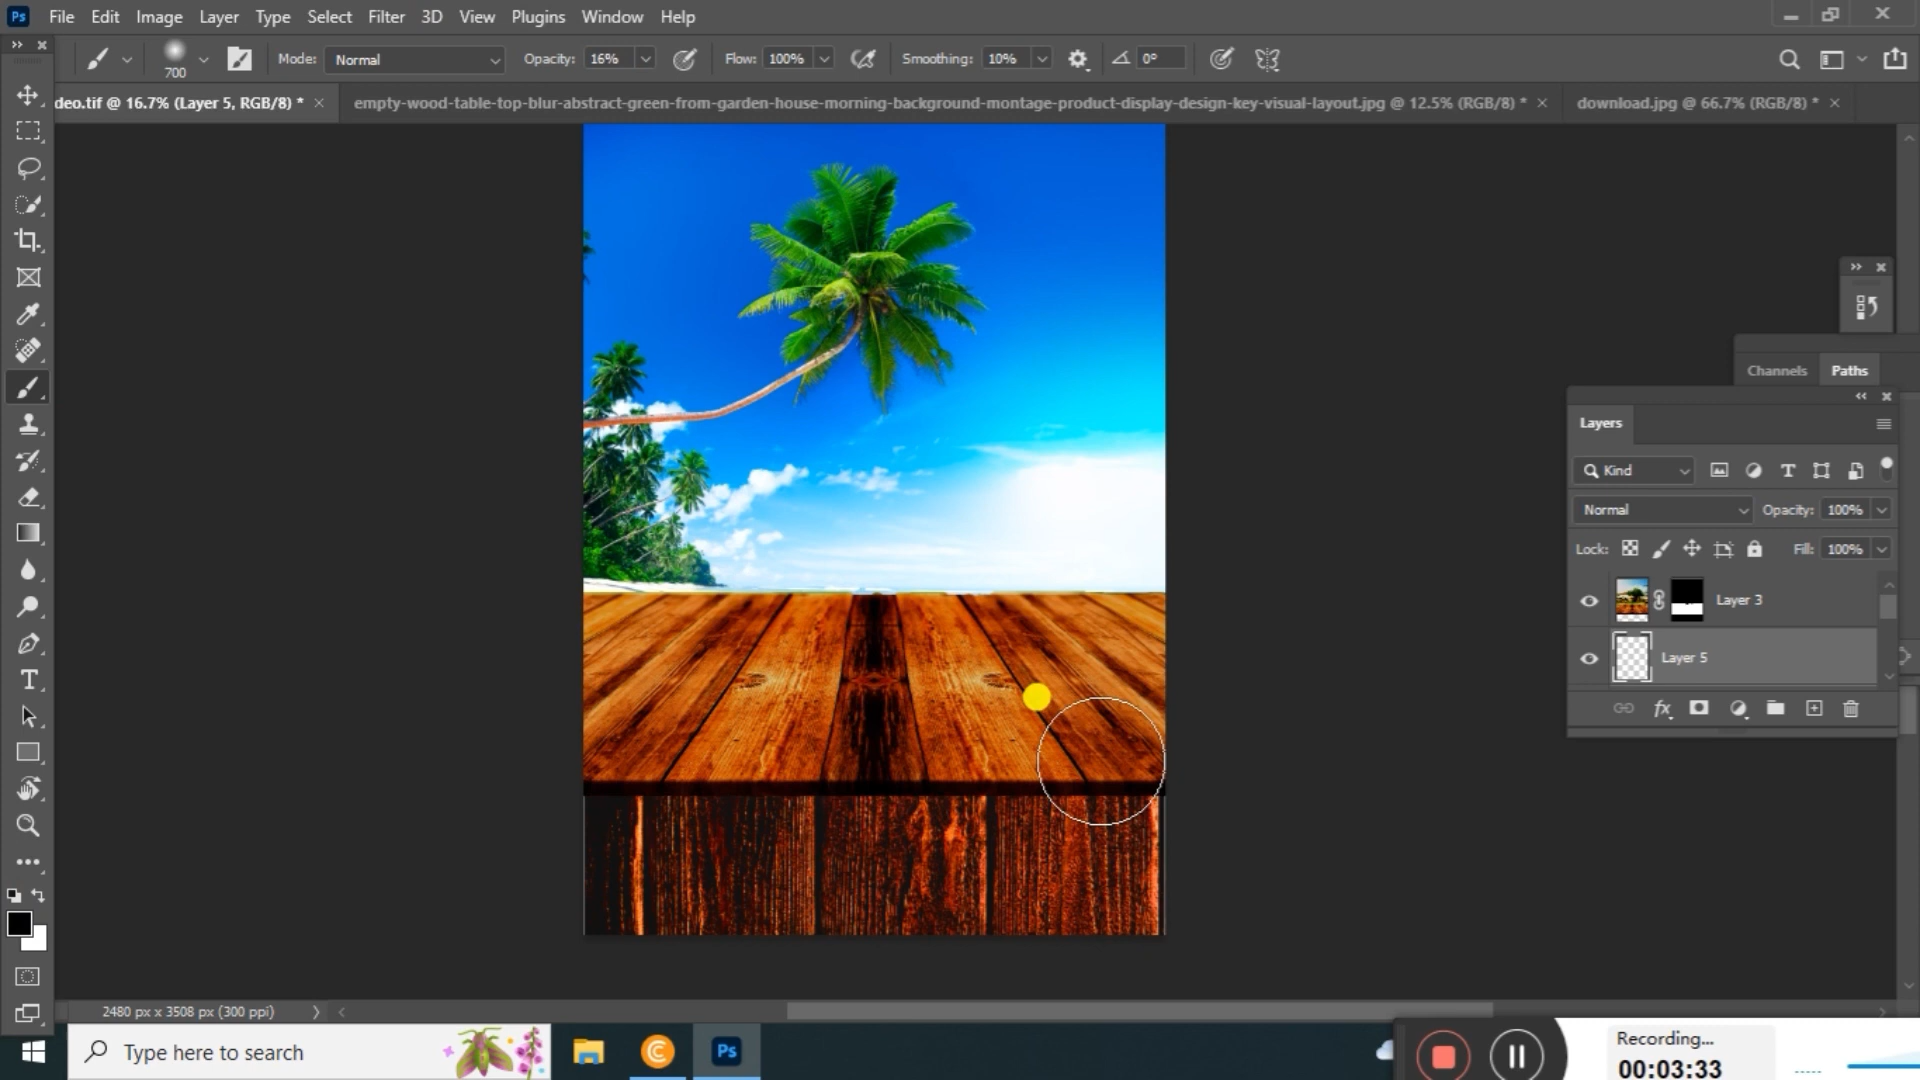 Ps File Edit Image Layer Type Select Filter 3D View Plugins Window Help
700 Mode: Normal Opacity: 16% Flow: 100% Smoothing: 10% 0°
deo.tif @ 16.7% (Layer 5, RGB/8) * empty-wood-table-top-blur-abstract-green-from-garden-house-morning-background-montage-product-display-design-key-visual-layout.jpg @ 12.5% (RGB/8) * download.jpg @ 66.7% (RGB/8) *
Channels Paths
Layers
Kind
Normal Opacity: 100%
Lock: Fill: 100%
Layer 3
Layer 5
2480 px x 3508 px (300 ppi)
Type here to search
Ps
Recording...
00:03:33